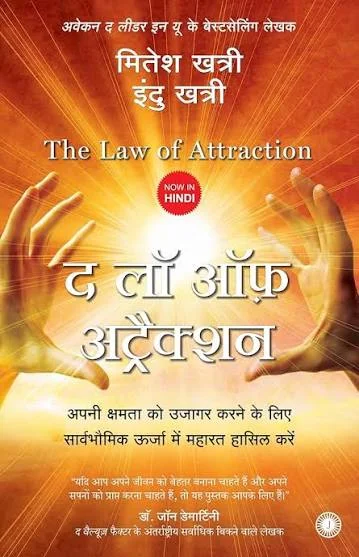 अवेकन द लीडर इन यू के बेस्टसेलिंग लेखक
मितेश खत्री
इंदु खत्री
The Law of Attraction
NOW IN
HINDI
द लॉ ऑफ़
अट्रैक्शन
अपनी क्षमता को उजागर करने के लिए
सार्वभौमिक ऊर्जा में महारत हासिल करें
“यदि आप अपने जीवन को बेहतर बनाना चाहते हैं और अपने
सपनों को प्राप्त करना चाहते हैं, तो यह पुस्तक आपके लिए हैं।”
डॉ. जॉन डेमार्टिनी
द वैल्यूज़ फैक्टर के अंतर्राष्ट्रीय सर्वाधिक बिकने वाले लेखक
J